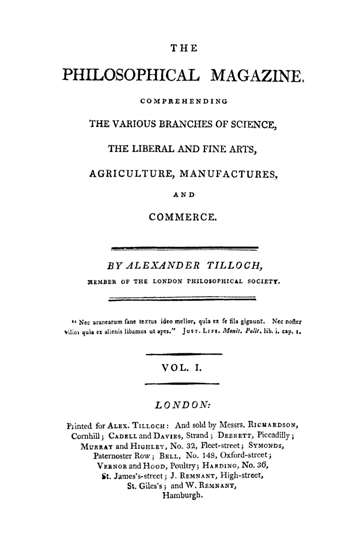 THE
PHILOSOPHICAL MAGAZINE,
COMPREHENDING
THE VARIOUS BRANCHES OF SCIENCE,
THE LIBERAL AND FINE ARTS,
AGRICULTURE, MANUFACTURES,
AND
COMMERCE.
BY ALEXANDER TILLOCH,
MEMBER OF THE LONDON PHILOSOPHICAL SOCIETY.
“ Nec aranearum ſane textus ideo melior, quia ex ſe fila gignunt. Nec noſter
vilior quia ex alienis libamus ut apes.” JUST. LIPS. Monit. Polit. lib. i. cap. 1.
VOL. I.
LONDON:
Printed for ALEX. TILLOCH: And sold by Messrs. RICHARDSON,
Cornhill; CADELL and DAVIES, Strand; DEBRETT, Piccadilly;
MURRAY and HIGHLEY, No. 32, Fleet-street; SYMONDS,
Paternoster Row; BELL, No. 148, Oxford-street;
VERNOR and HOOD, Poultry; HARDING, No. 36,
St. James's-street; J. REMNANT, High-street,
St. Giles's; and W. REMNANT,
Hamburgh.